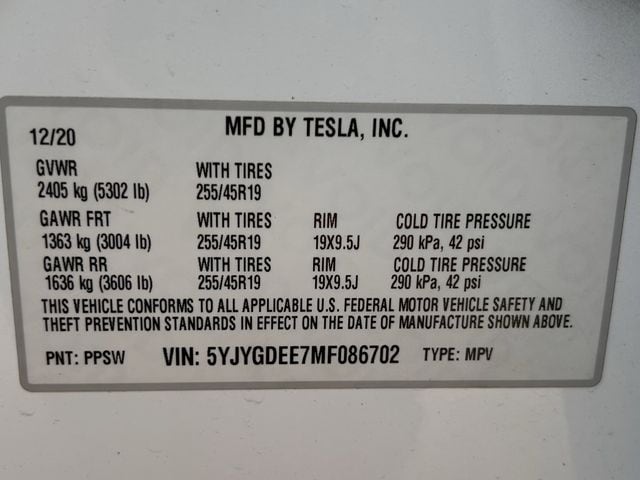 MFD BY TESLA, INC.
12/20
GVWR WITH TIRES
2405 kg (5302 lb) 255/45R19
GAWR FRT WITH TIRES RIM COLD TIRE PRESSURE
1363 kg (3004 lb) 255/45R19 19X9.5J 290 kPa, 42 psi
GAWR RR WITH TIRES RIM COLD TIRE PRESSURE
1636 kg (3606 lb) 255/45R19 19X9.5J 290 kPa, 42 psi
THIS VEHICLE CONFORMS TO ALL APPLICABLE U.S. FEDERAL MOTOR VEHICLE SAFETY AND
THEFT PREVENTION STANDARDS IN EFFECT ON THE DATE OF MANUFACTURE SHOWN ABOVE.
PNT: PPSW VIN: 5YJYGDEE7MF086702 TYPE: MPV